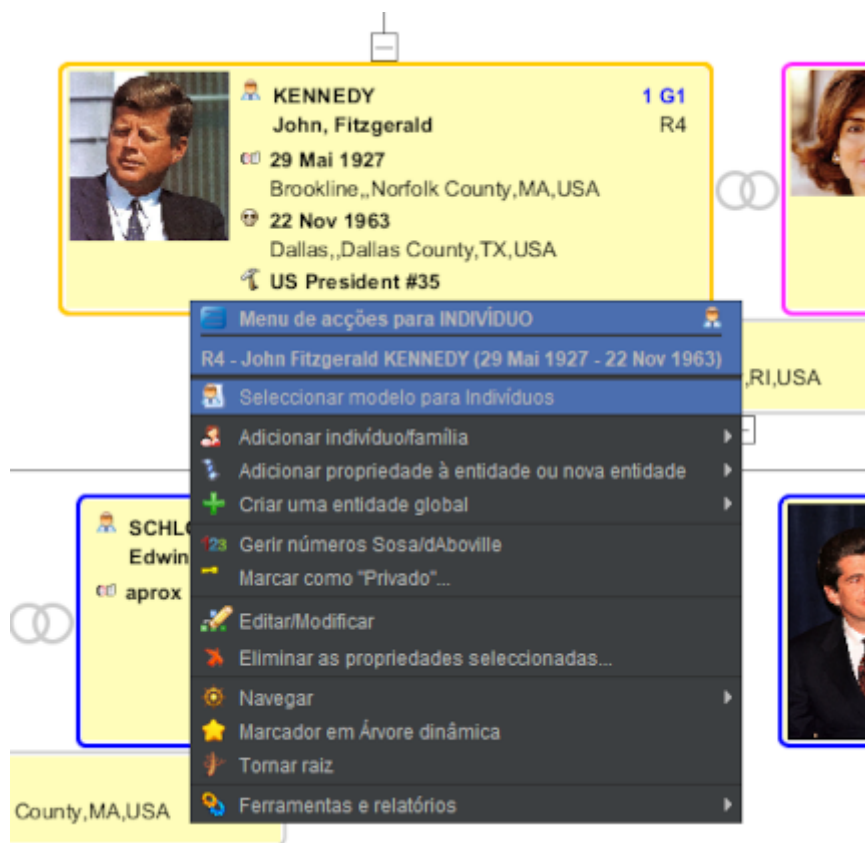 KENNEDY 1 G1
John, Fitzgerald R4
29 Mai 1927
Brookline,,Norfolk County,MA,USA
22 Nov 1963
Dallas,,Dallas County,TX,USA
US President #35
Menu de acções para INDIVÍDUO
R4 - John Fitzgerald KENNEDY (29 Mai 1927 - 22 Nov 1963)
,RI,USA
Seleccionar modelo para Indivíduos
Adicionar indivíduo/família
Adicionar propriedade à entidade ou nova entidade
Criar uma entidade global
SCHL
123 Gerir números Sosa/dAboville
Edwin
Marcar como "Privado"...
aprox
Editar/Modificar
Eliminar as propriedades seleccionadas...
Navegar
Marcador em Árvore dinâmica
Tornar raiz
Ferramentas e relatórios
County,MA,USA